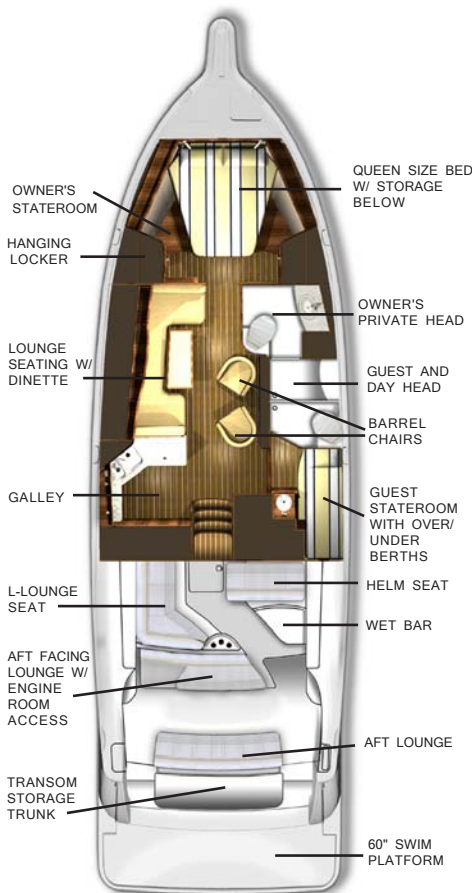 OWNER'S
STATEROOM
HANGING
LOCKER
LOUNGE
SEATING W/
DINETTE
GALLEY
L-LOUNGE
SEAT
AFT FACING
LOUNGE W/
ENGINE
ROOM
ACCESS
TRANSOM
STORAGE
TRUNK
QUEEN SIZE BED
W/ STORAGE
BELOW
OWNER'S
PRIVATE HEAD
GUEST AND
DAY HEAD
BARREL
CHAIRS
GUEST
STATEROOM
WITH OVER/
UNDER
BERTHS
HELM SEAT
WET BAR
AFT LOUNGE
60" SWIM
PLATFORM